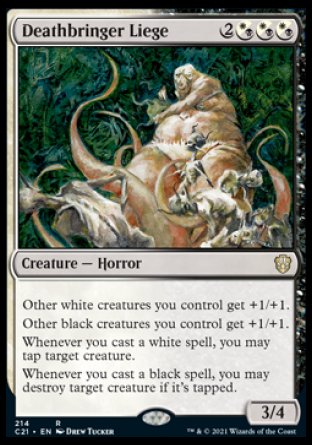 Deathbringer Liege 2
Creature — Horror
Other white creatures you control get +1/+1.
Other black creatures you control get +1/+1.
Whenever you cast a white spell, you may
tap target creature.
Whenever you cast a black spell, you may
destroy target creature if it's tapped.
3/4
214 R
C21 • EN DREW TUCKER
™ & © 2021 Wizards of the Coast